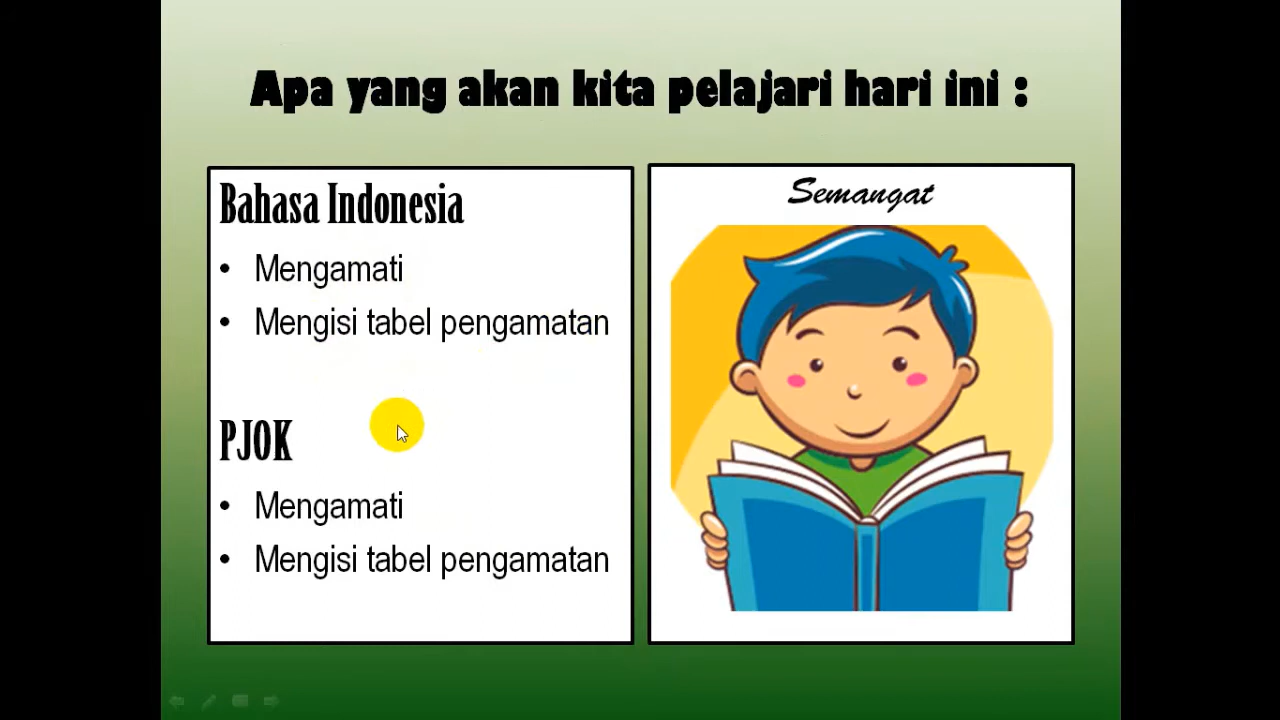 Apa yang akan kita pelajari hari ini :
Bahasa Indonesia
• Mengamati
• Mengisi tabel pengamatan
PJOK
• Mengamati
• Mengisi tabel pengamatan
Semangat